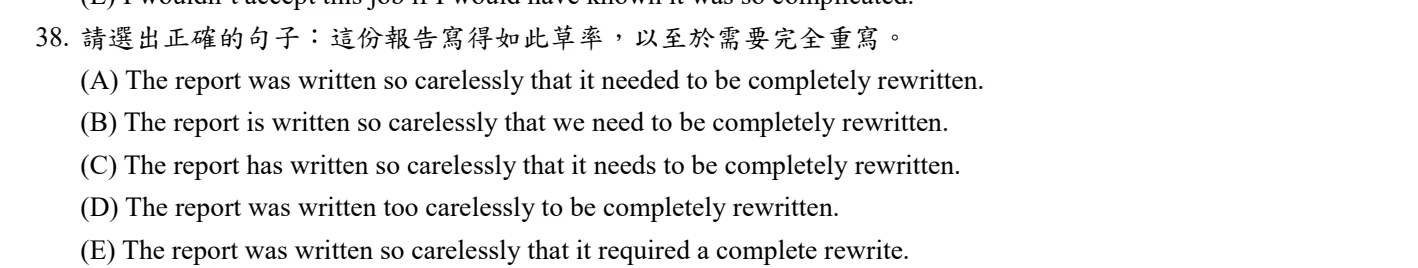 (E) I wouldn't accept this job if I would have known it was so complicated.
38. 請選出正確的句子：這份報告寫得如此草率，以至於需要完全重寫。
(A) The report was written so carelessly that it needed to be completely rewritten.
(B) The report is written so carelessly that we need to be completely rewritten.
(C) The report has written so carelessly that it needs to be completely rewritten.
(D) The report was written too carelessly to be completely rewritten.
(E) The report was written so carelessly that it required a complete rewrite.